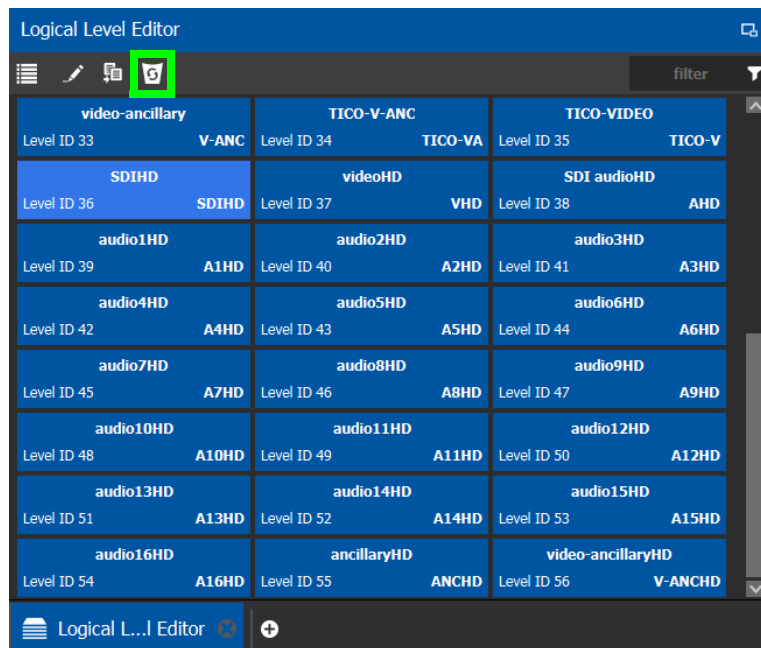 Logical Level Editor
filter
video-ancillary TICO-V-ANC TICO-VIDEO
Level ID 33 V-ANC Level ID 34 TICO-VA Level ID 35 TICO-V
SDIHD videoHD SDI audioHD
Level ID 36 SDIHD Level ID 37 VHD Level ID 38 AHD
audio1HD audio2HD audio3HD
Level ID 39 A1HD Level ID 40 A2HD Level ID 41 A3HD
audio4HD audio5HD audio6HD
Level ID 42 A4HD Level ID 43 A5HD Level ID 44 A6HD
audio7HD audio8HD audio9HD
Level ID 45 A7HD Level ID 46 A8HD Level ID 47 A9HD
audio10HD audio11HD audio12HD
Level ID 48 A10HD Level ID 49 A11HD Level ID 50 A12HD
audio13HD audio14HD audio15HD
Level ID 51 A13HD Level ID 52 A14HD Level ID 53 A15HD
audio16HD ancillaryHD video-ancillaryHD
Level ID 54 A16HD Level ID 55 ANCHD Level ID 56 V-ANCHD
Logical L...l Editor